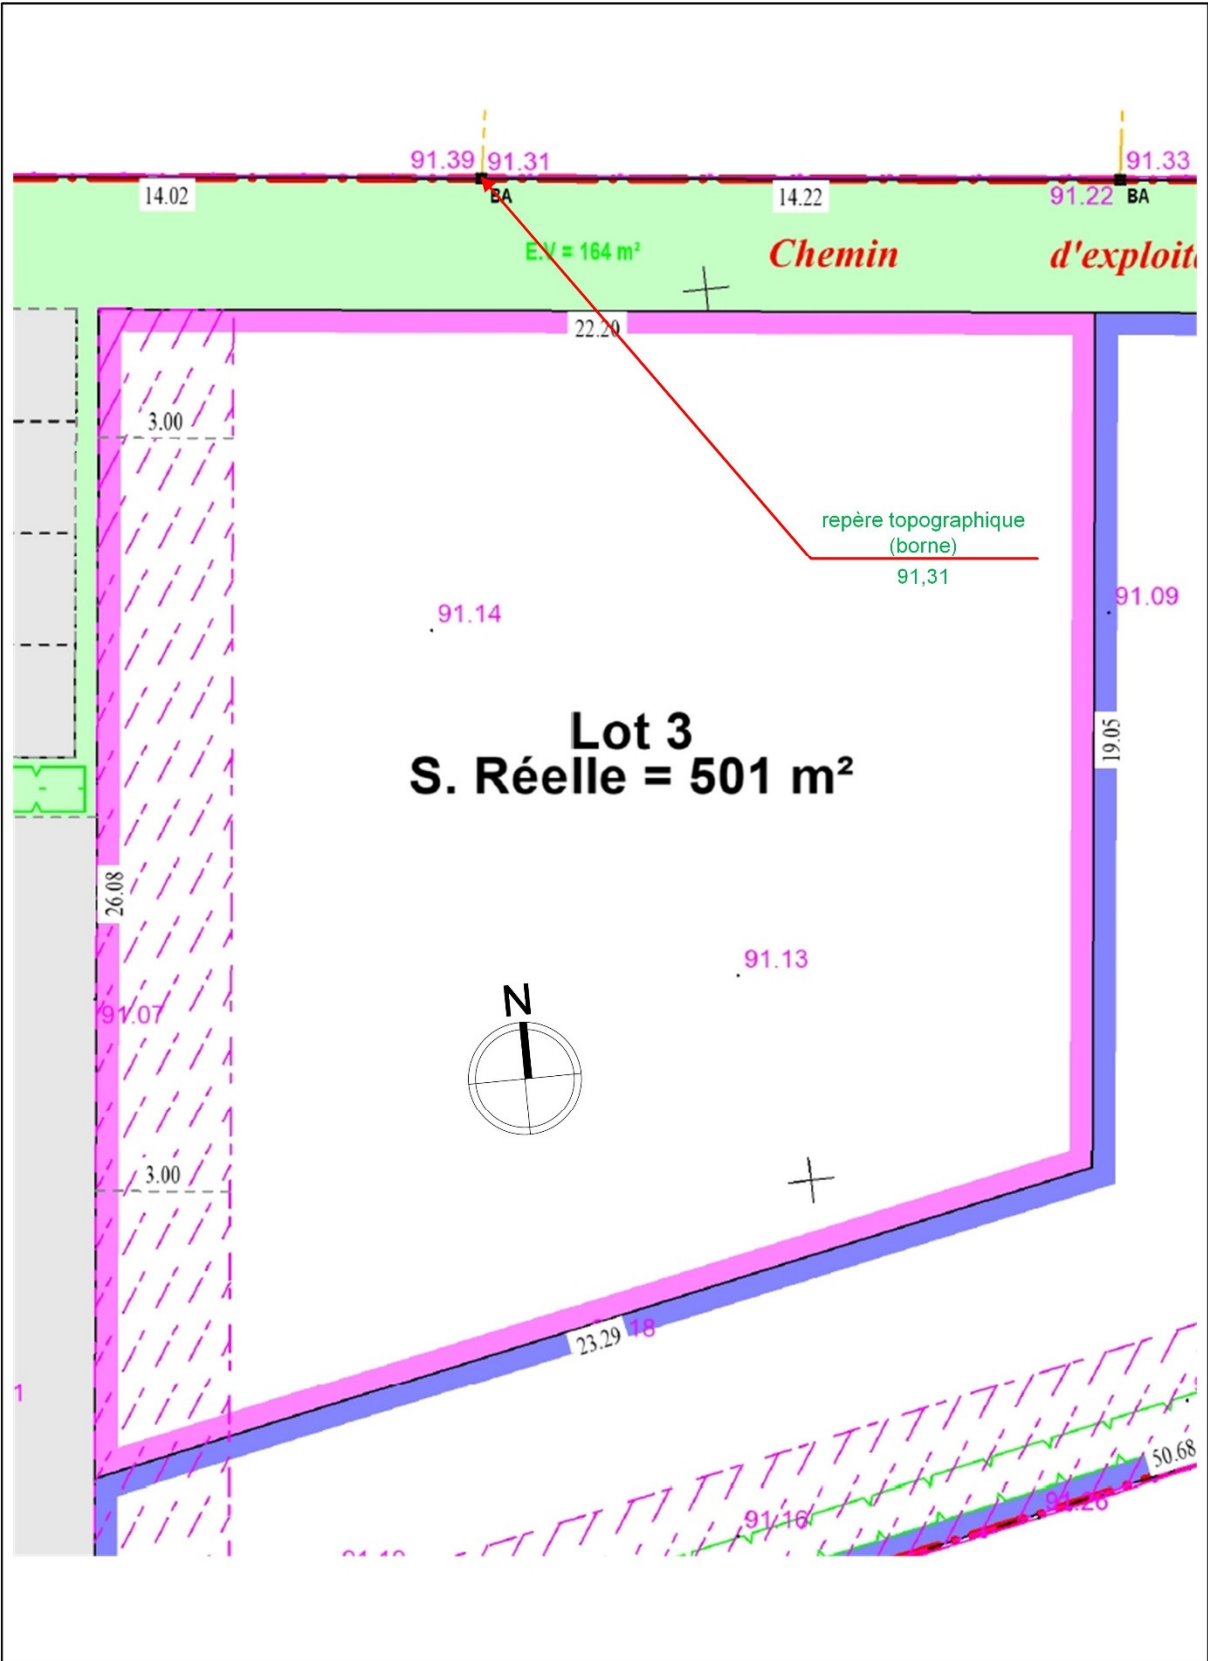 91.39 91.31
91.33
14.02
BA
14.22
91.22 BA
E.V = 164 m²
Chemin
22.20
3.00
repère topographique
(borne)
91,31
91.14
91.09
Lot 3
19.05
S. Réelle = 501 m²
26.08
91.13
91.07
N
3.00
23.29
18
1
50.68
91.26
91.16